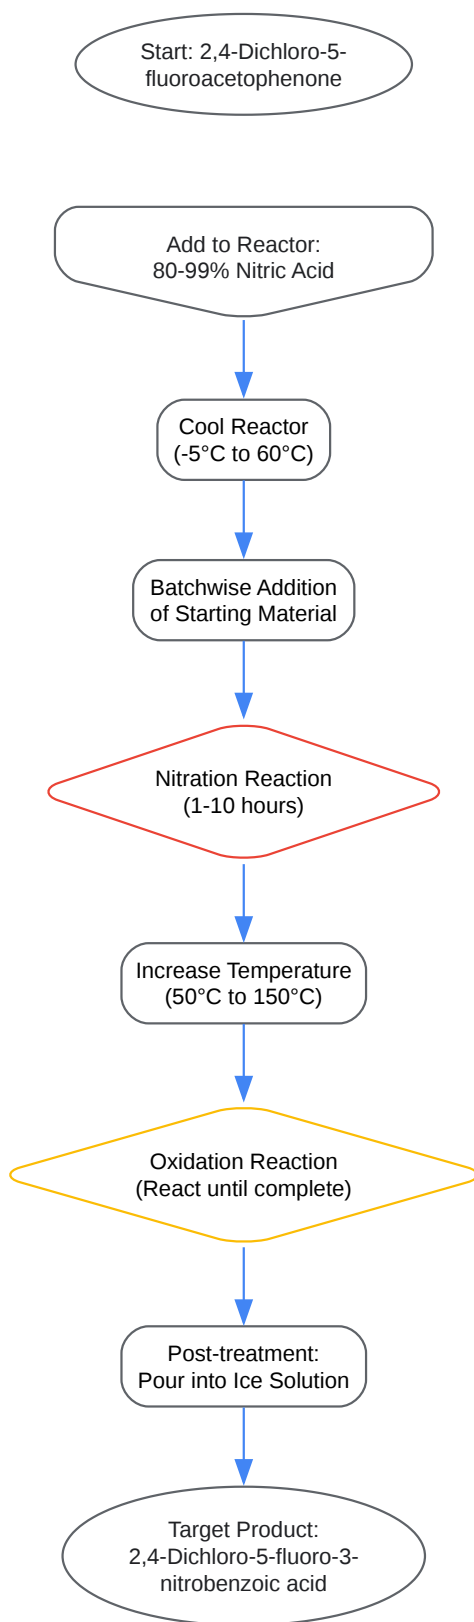 Start: 2,4-Dichloro-5-
fluoroacetophenone
Add to Reactor:
80-99% Nitric Acid
Cool Reactor
(-5°C to 60°C)
Batchwise Addition
of Starting Material
Nitration Reaction
(1-10 hours)
Increase Temperature
(50°C to 150°C)
Oxidation Reaction
(React until complete)
Post-treatment:
Pour into Ice Solution
Target Product:
2,4-Dichloro-5-fluoro-3-
nitrobenzoic acid